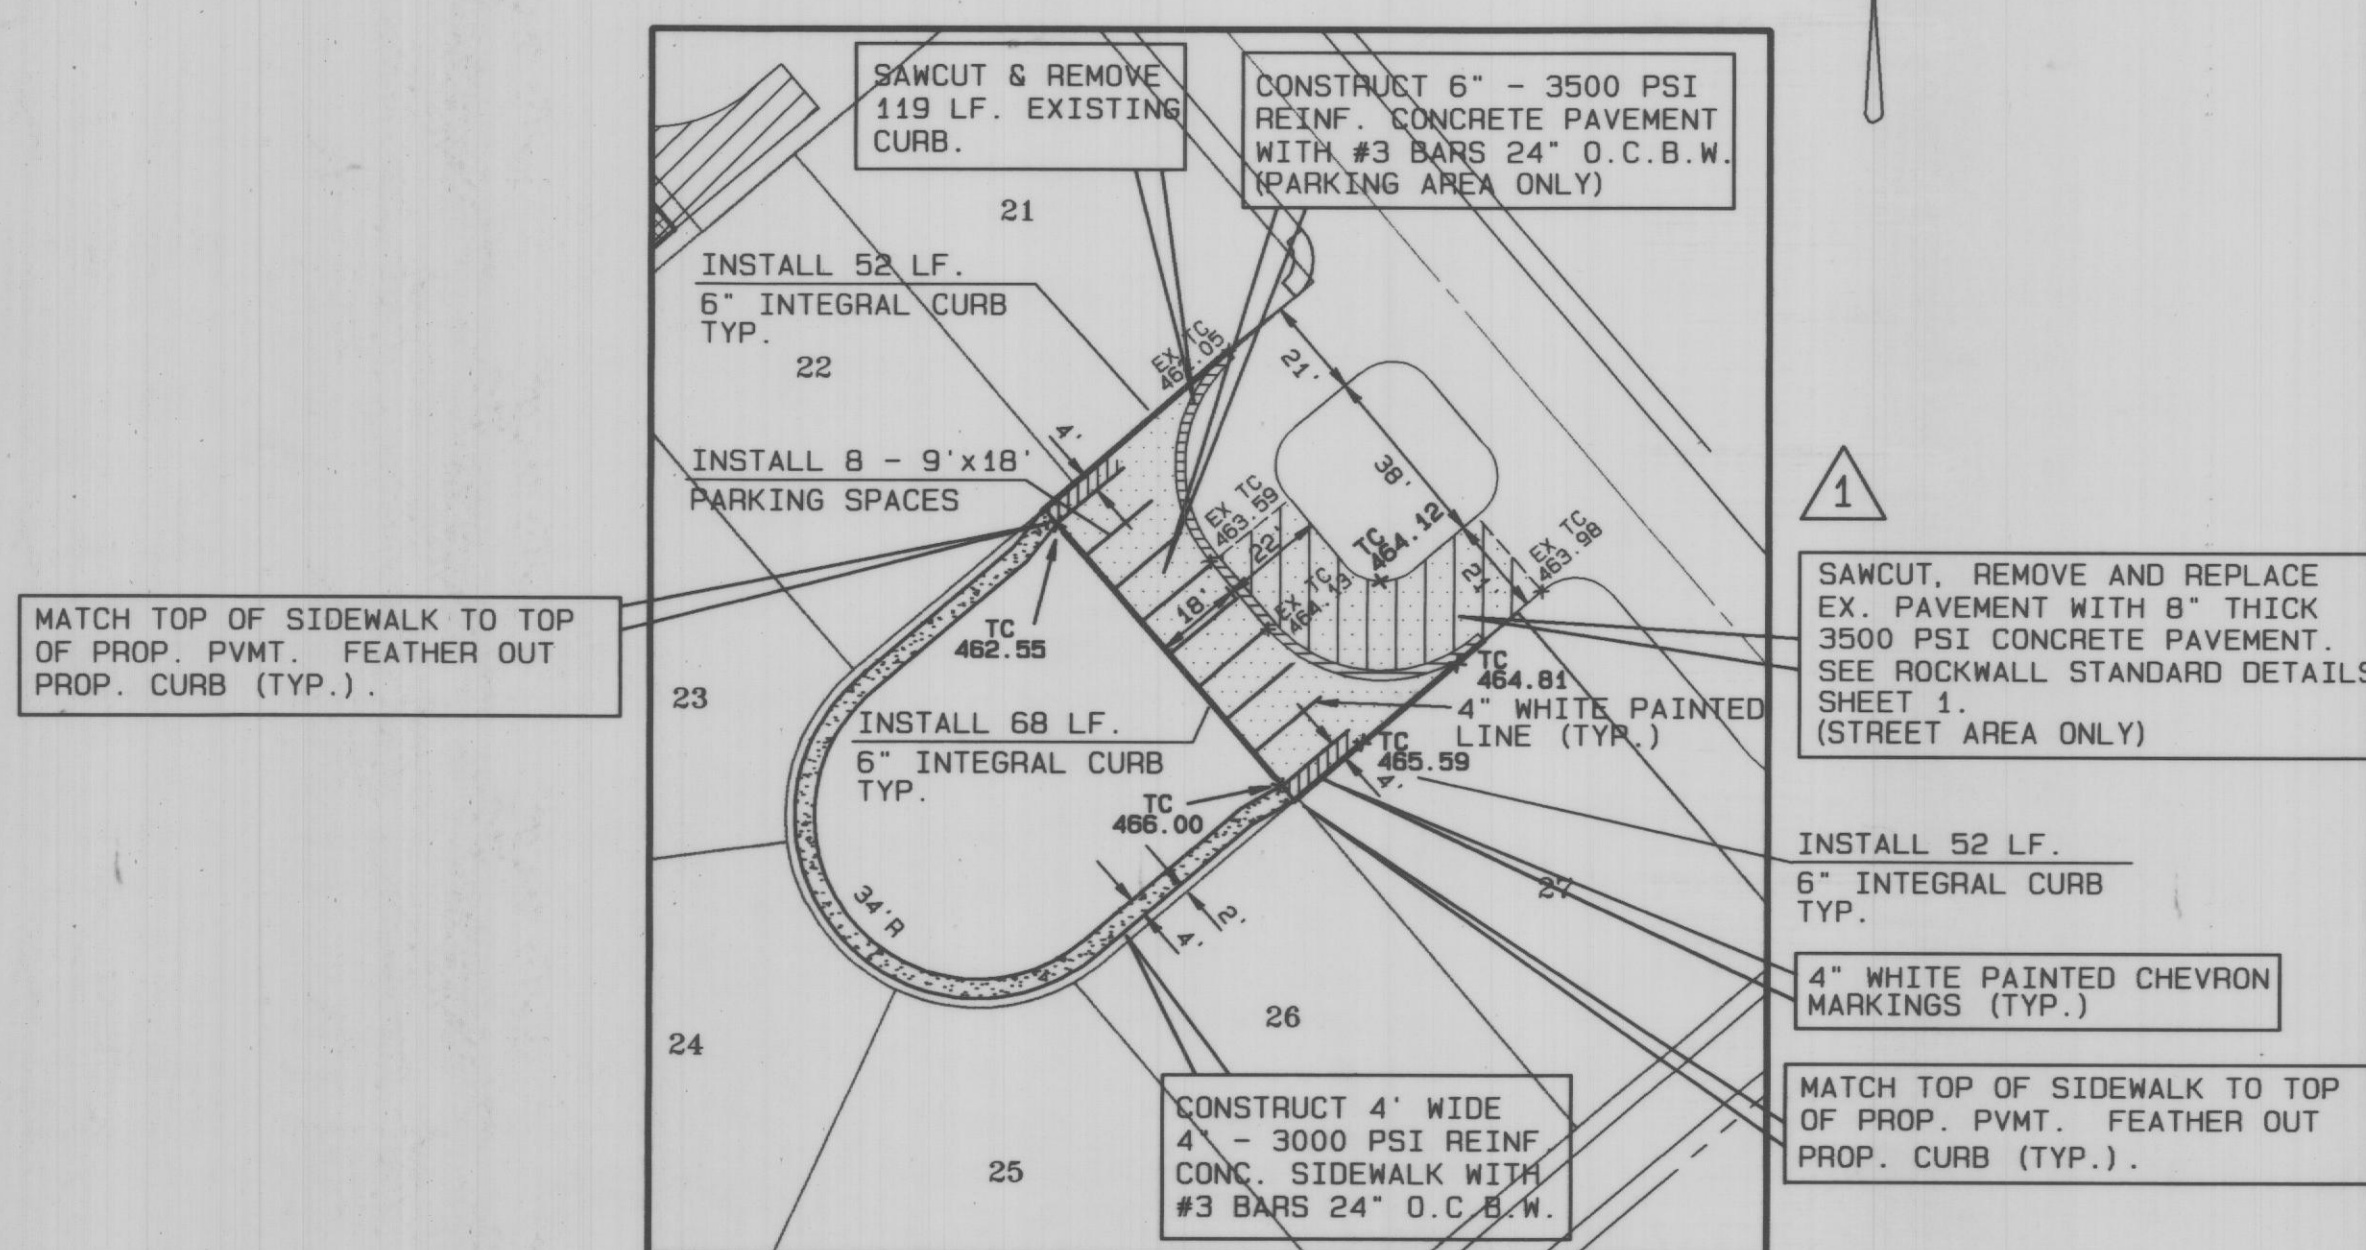 SAWCUT & REMOVE
119 LF. EXISTING
CURB.
CONSTRUCT 6" - 3500 PSI
REINF. CONCRETE PAVEMENT
WITH #3 BARS 24" O.C.B.W.
(PARKING AREA ONLY)
21
INSTALL 52 LF.
6" INTEGRAL CURB
TYP.
22
EX TC
21'
4'
38'
INSTALL 8 - 9'x18'
PARKING SPACES
EX TC
463.59
22'
TC
464.12
EX TC
463.98
21'
1
SAWCUT, REMOVE AND REPLACE
EX. PAVEMENT WITH 8" THICK
3500 PSI CONCRETE PAVEMENT.
SEE ROCKWALL STANDARD DETAILS
SHEET 1.
(STREET AREA ONLY)
MATCH TOP OF SIDEWALK TO TOP
OF PROP. PVMT. FEATHER OUT
PROP. CURB (TYP.).
EX TC
464.13
18'
TC
462.55
TC
464.81
23
4" WHITE PAINTED
LINE (TYP.)
INSTALL 68 LF.
6" INTEGRAL CURB
TYP.
TC
465.59
4'
TC
466.00
INSTALL 52 LF.
6" INTEGRAL CURB
TYP.
27
34'R
2'
4'
4" WHITE PAINTED CHEVRON
MARKINGS (TYP.)
26
24
MATCH TOP OF SIDEWALK TO TOP
OF PROP. PVMT. FEATHER OUT
PROP. CURB (TYP.).
CONSTRUCT 4' WIDE
4" - 3000 PSI REINF.
CONC. SIDEWALK WITH
#3 BARS 24" O.C.B.W.
25